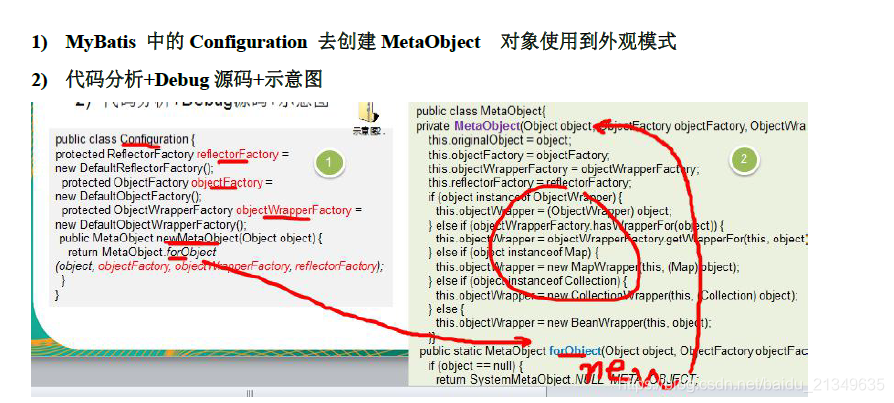 1) MyBatis 中的 Configuration 去创建 MetaObject 对象使用到外观模式
2) 代码分析+Debug 源码+示意图
2) 代码分析+Debug源码+示意图
示意图2.
public class Configuration {
protected ReflectorFactory reflectorFactory =
new DefaultReflectorFactory();
protected ObjectFactory objectFactory =
new DefaultObjectFactory();
protected ObjectWrapperFactory objectWrapperFactory =
new DefaultObjectWrapperFactory();
public MetaObject newMetaObject(Object object) {
return MetaObject.forObject
(object, objectFactory, objectWrapperFactory, reflectorFactory);
}
}
1
public class MetaObject{
private MetaObject(Object object, ObjectFactory objectFactory, ObjectWra
this.originalObject = object;
this.objectFactory = objectFactory;
this.objectWrapperFactory = objectWrapperFactory;
this.reflectorFactory = reflectorFactory;
if (object instanceof ObjectWrapper) {
this.objectWrapper = (ObjectWrapper) object;
} else if (objectWrapperFactory.hasWrapperFor(object)) {
this.objectWrapper = objectWrapperFactory.getWrapperFor(this, object
} else if (object instanceof Map) {
this.objectWrapper = new MapWrapper(this, (Map) object);
} else if (object instanceof Collection) {
this.objectWrapper = new CollectionWrapper(this, (Collection) object);
} else {
this.objectWrapper = new BeanWrapper(this, object);
}}
public static MetaObject forObject(Object object, ObjectFactory objectFac
if (object == null) {
return SystemMetaObject.NULL_META_OBJECT;
2
new
https://blog.csdn.net/baidu_21349635